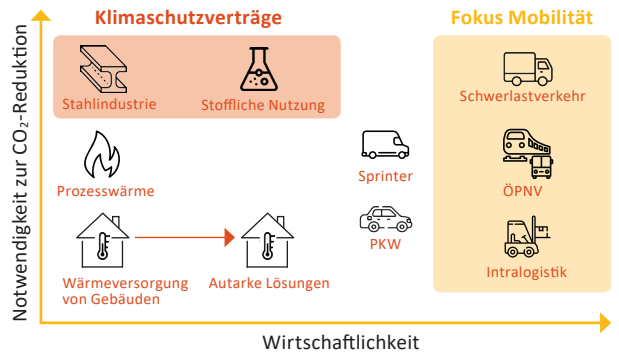 Klimaschutzverträge
Fokus Mobilität
Notwendigkeit zur CO₂-Reduktion
Stahlindustrie
Stoffliche Nutzung
Schwerlastverkehr
Prozesswärme
Sprinter
ÖPNV
PKW
Wärmeversorgung
von Gebäuden
Autarke Lösungen
Intralogistik
Wirtschaftlichkeit